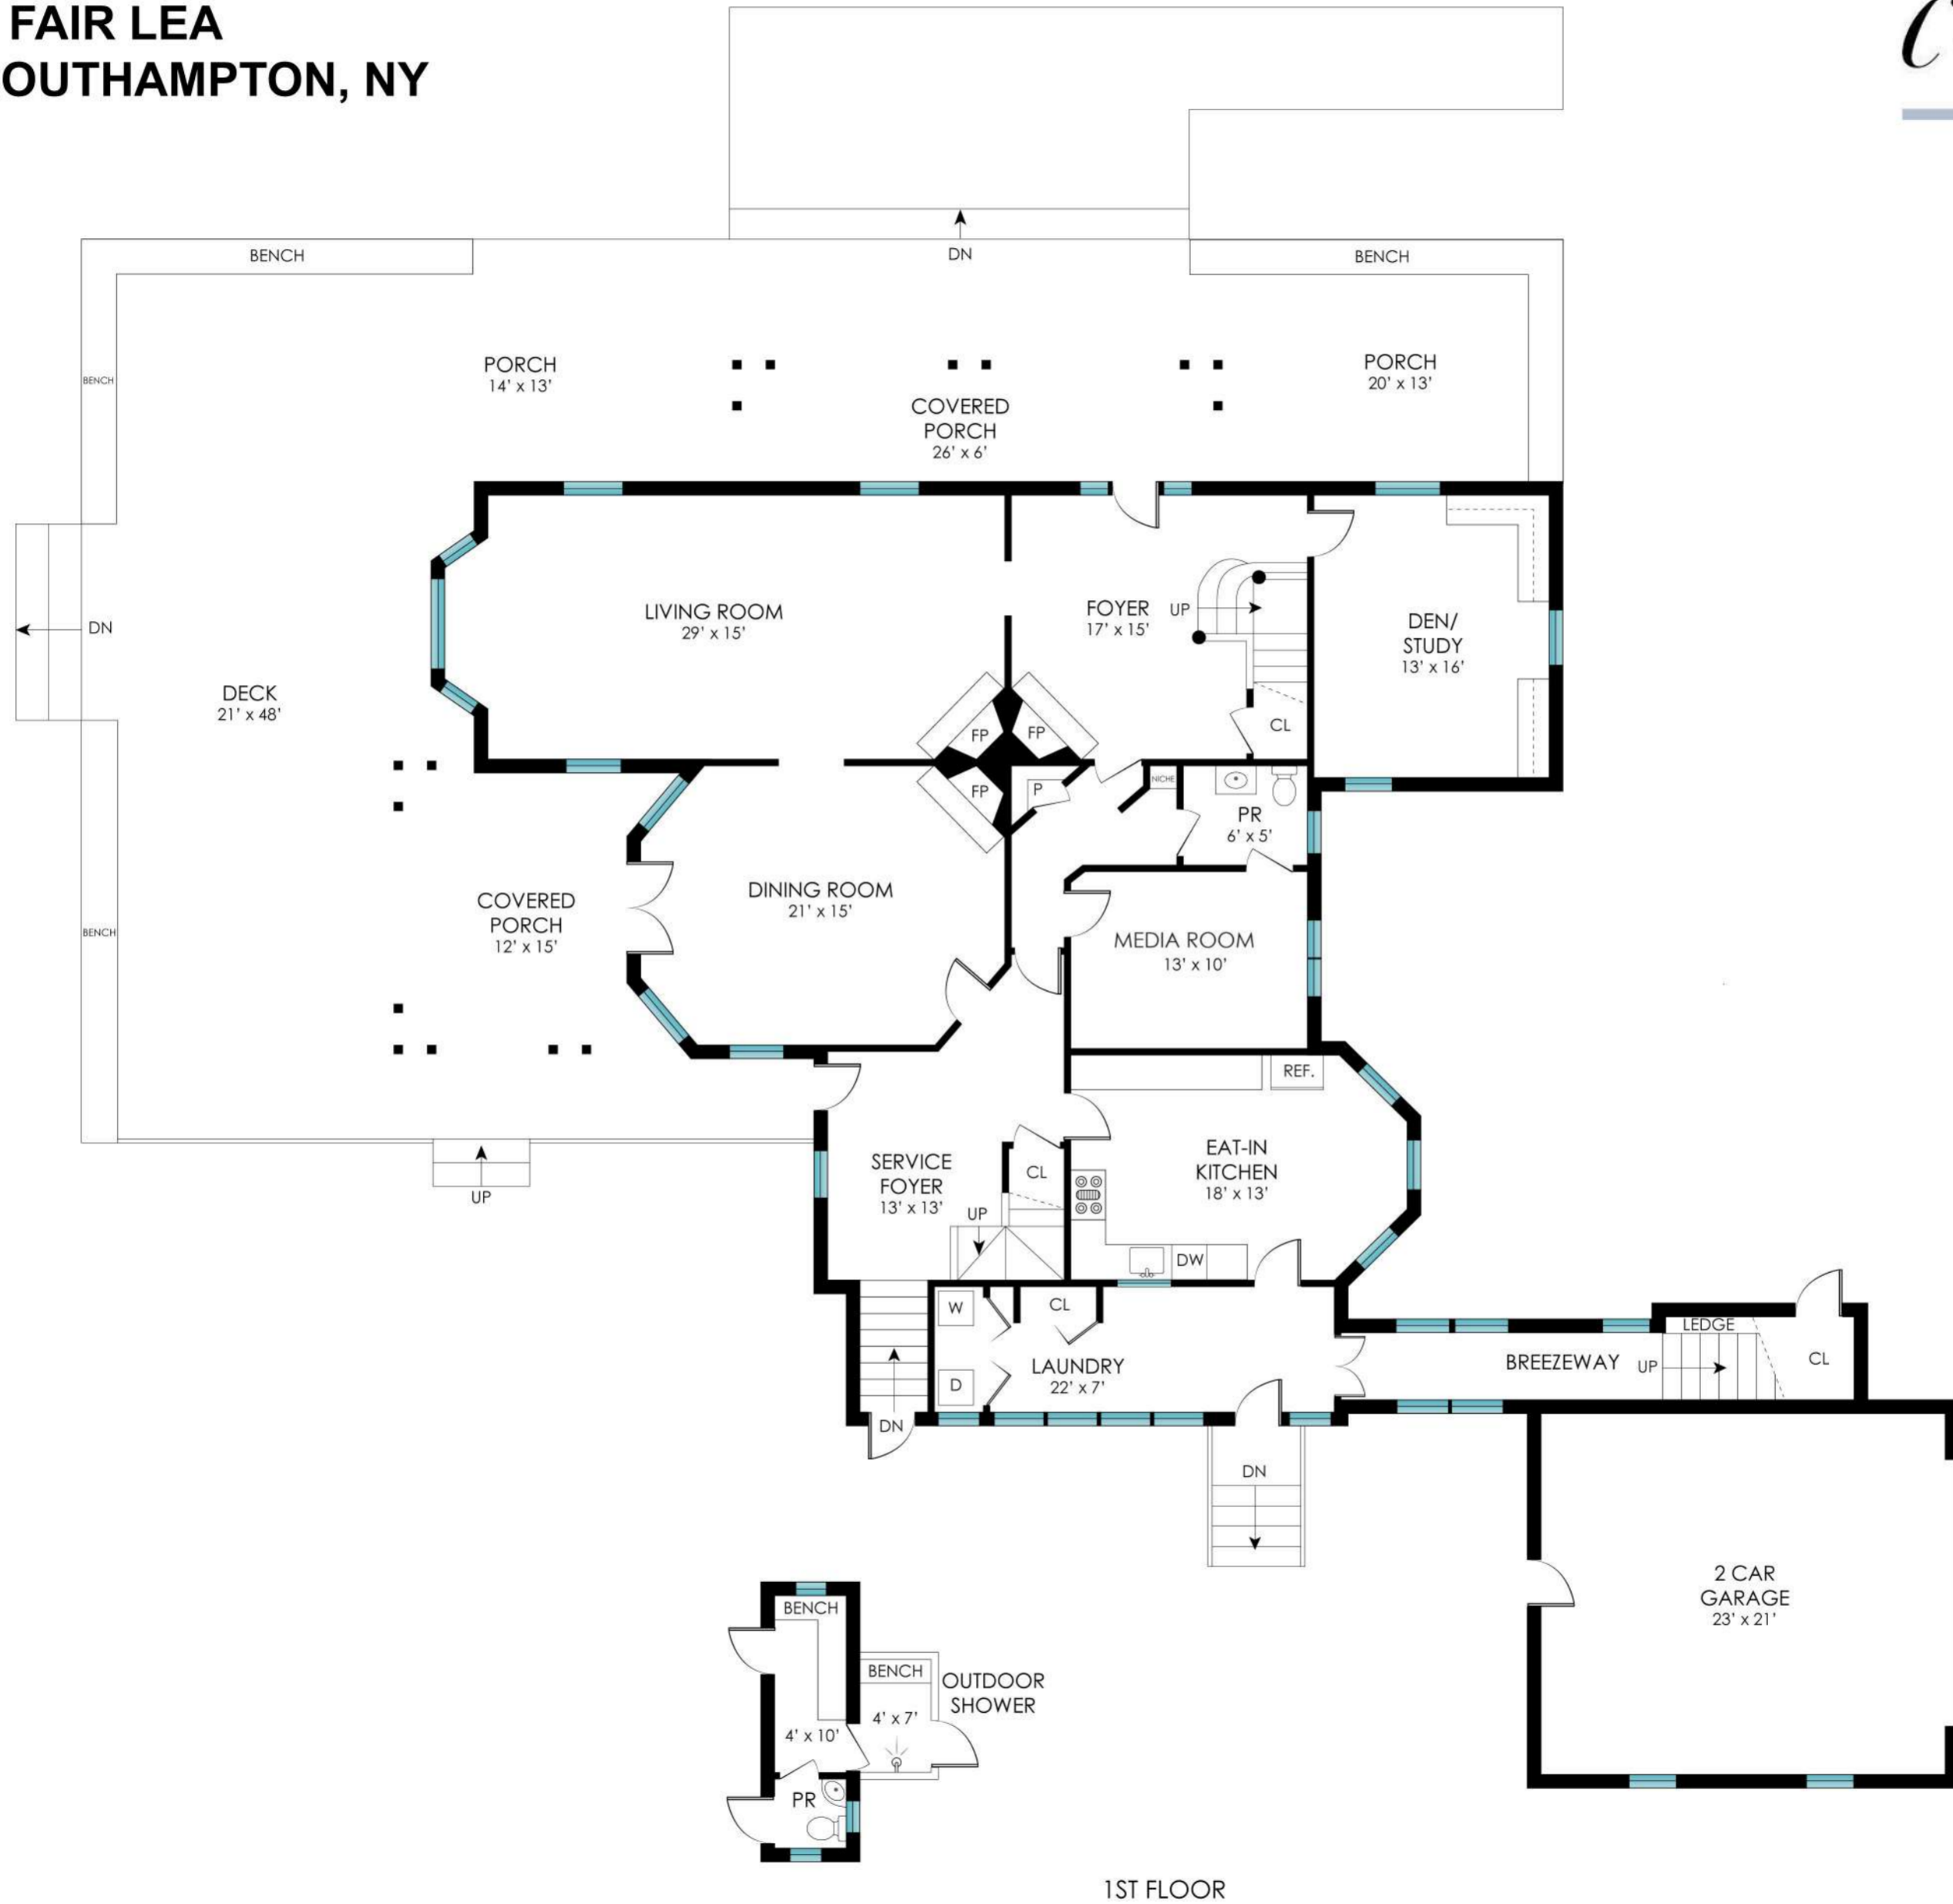 FAIR LEA
OUTHAMPTON, NY
BENCH
DN
BENCH
BENCH
PORCH
14' x 13'
COVERED
PORCH
26' x 6'
PORCH
20' x 13'
DN
DECK
21' x 48'
LIVING ROOM
29' x 15'
FOYER
17' x 15'
UP
DEN/
STUDY
13' x 16'
CL
FP
FP
FP
P
NICHE
PR
6' x 5'
BENCH
COVERED
PORCH
12' x 15'
DINING ROOM
21' x 15'
MEDIA ROOM
13' x 10'
REF.
UP
SERVICE
FOYER
13' x 13'
CL
UP
EAT-IN
KITCHEN
18' x 13'
DW
W
CL
D
LAUNDRY
22' x 7'
DN
BREEZEWAY
UP
LEDGE
CL
DN
2 CAR
GARAGE
23' x 21'
BENCH
BENCH
OUTDOOR
SHOWER
4' x 7'
4' x 10'
PR
1ST FLOOR